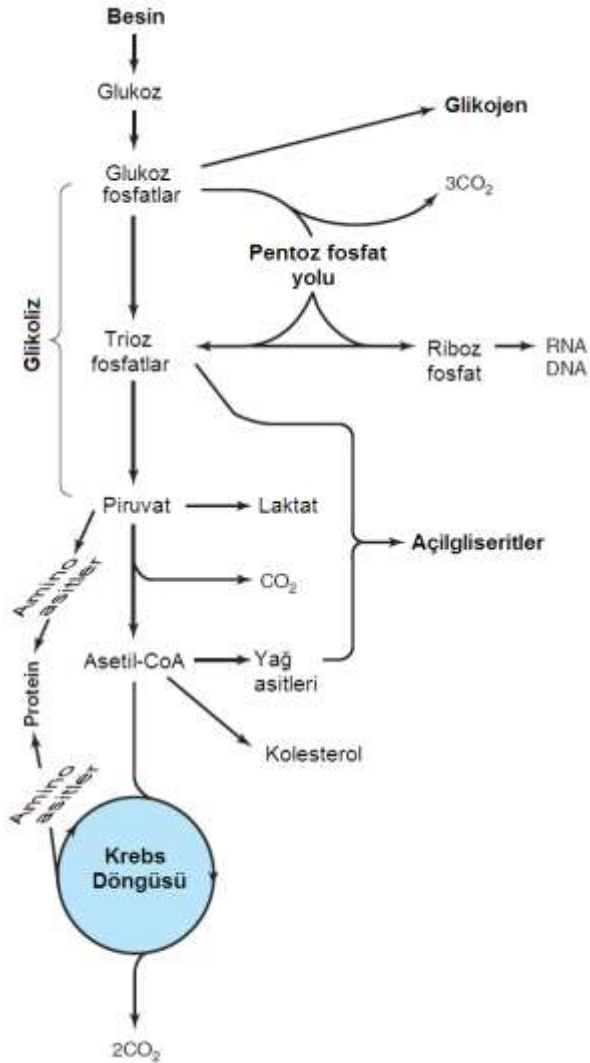 Besin
Glukoz
Glikojen
Glukoz
fosfatlar
3CO₂
Pentoz fosfat
yolu
Glikoliz
Trioz
fosfatlar
Riboz
fosfat
RNA
DNA
Piruvat
Laktat
Açilgliseritler
CO₂
Amino
asitler
Asetil-CoA
Yağ
asitleri
Protein
Kolesterol
Amino
asitler
Krebs
Döngüsü
2CO₂